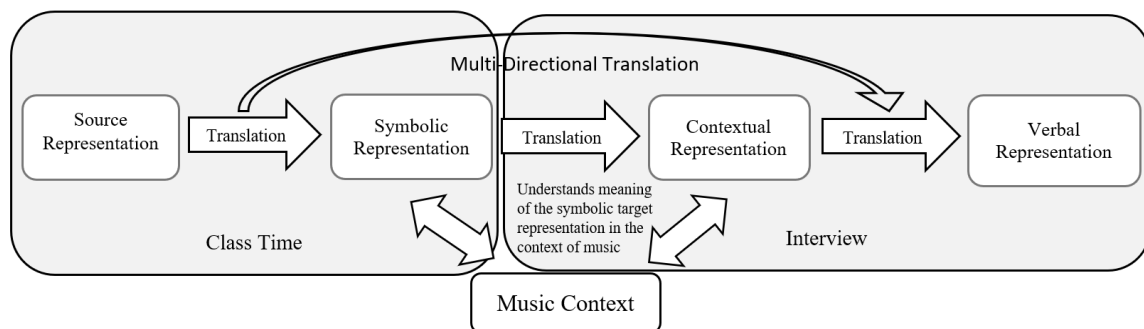 Multi-Directional Translation
Source
Representation
Translation
Symbolic
Representation
Translation
Contextual
Representation
Translation
Verbal
Representation
Understands meaning
of the symbolic target
representation in the
context of music
Class Time
Interview
Music Context